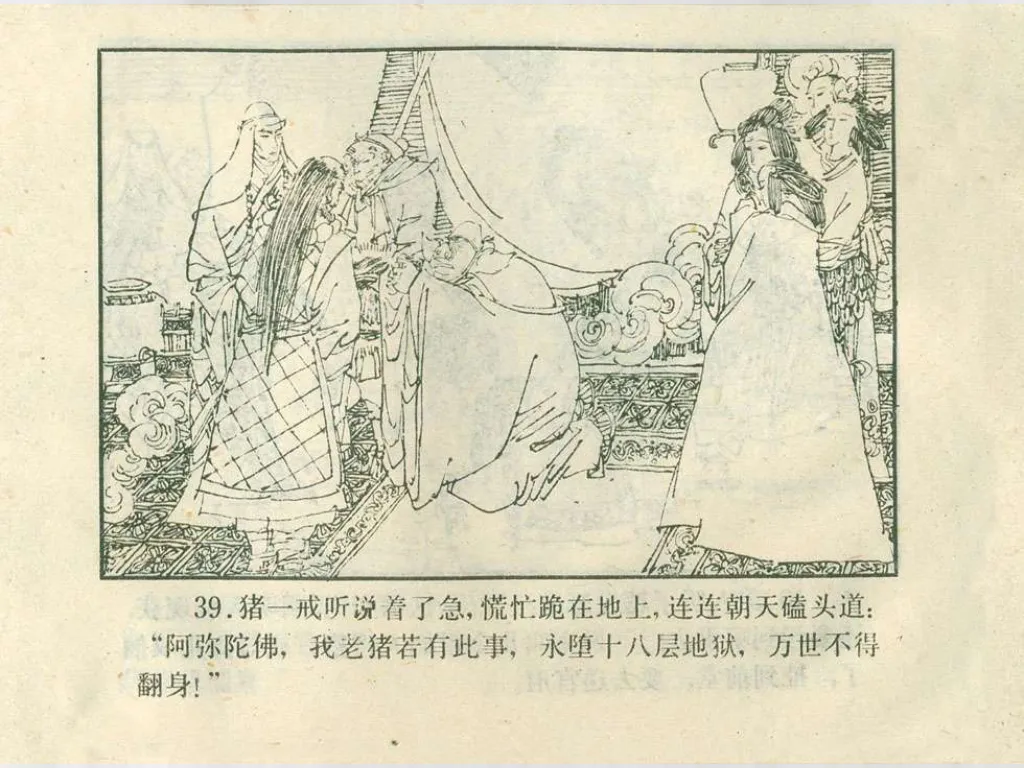 39.猪一戒听说着了急,慌忙跪在地上,连连朝天磕头道:
“阿弥陀佛,我老猪若有此事,永堕十八层地狱,万世不得
翻身!”